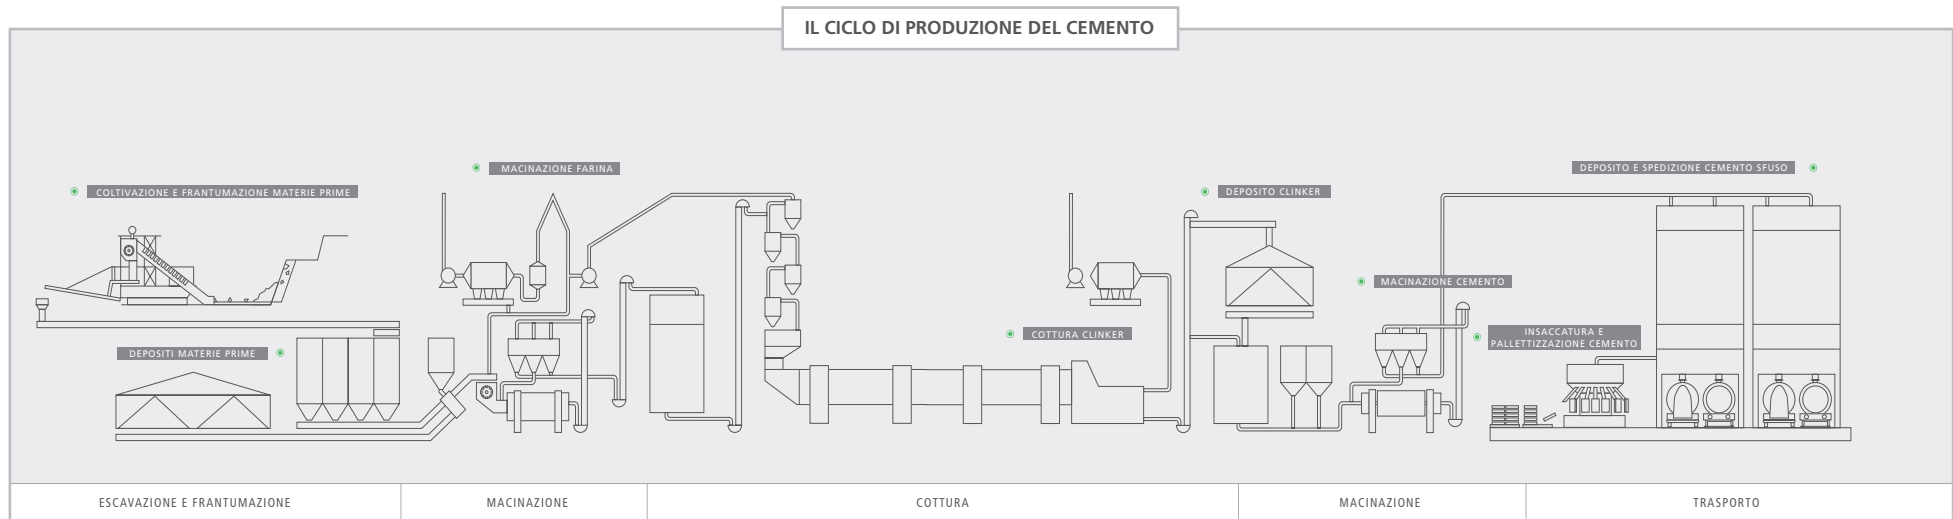 IL CICLO DI PRODUZIONE DEL CEMENTO
COLTIVAZIONE E FRANTUMAZIONE MATERIE PRIME
DEPOSITI MATERIE PRIME
MACINAZIONE FARINA
COTTURA CLINKER
DEPOSITO CLINKER
MACINAZIONE CEMENTO
INSACCATURA E
PALLETTIZZAZIONE CEMENTO
DEPOSITO E SPEDIZIONE CEMENTO SFUSO
ESCAVAZIONE E FRANTUMAZIONE
MACINAZIONE
COTTURA
MACINAZIONE
TRASPORTO